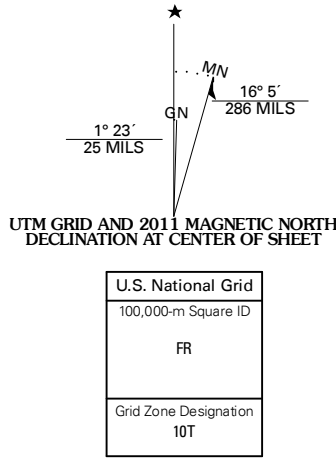 ★
MN
GN
16° 5´
286 MILS
1° 23´
25 MILS
UTM GRID AND 2011 MAGNETIC NORTH
DECLINATION AT CENTER OF SHEET
U.S. National Grid
100,000-m Square ID
FR
Grid Zone Designation
10T